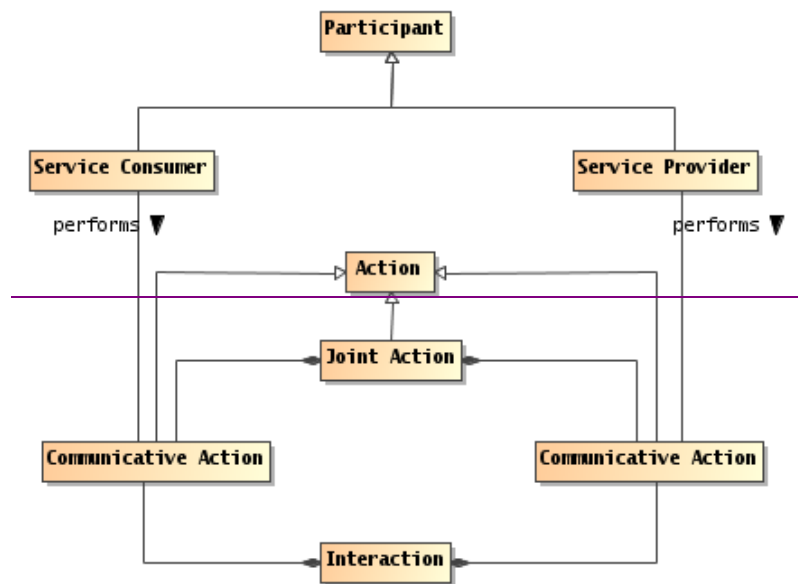 Participant
Service Consumer
Service Provider
performs ▼
performs ▼
Action
Joint Action
Communicative Action
Communicative Action
Interaction